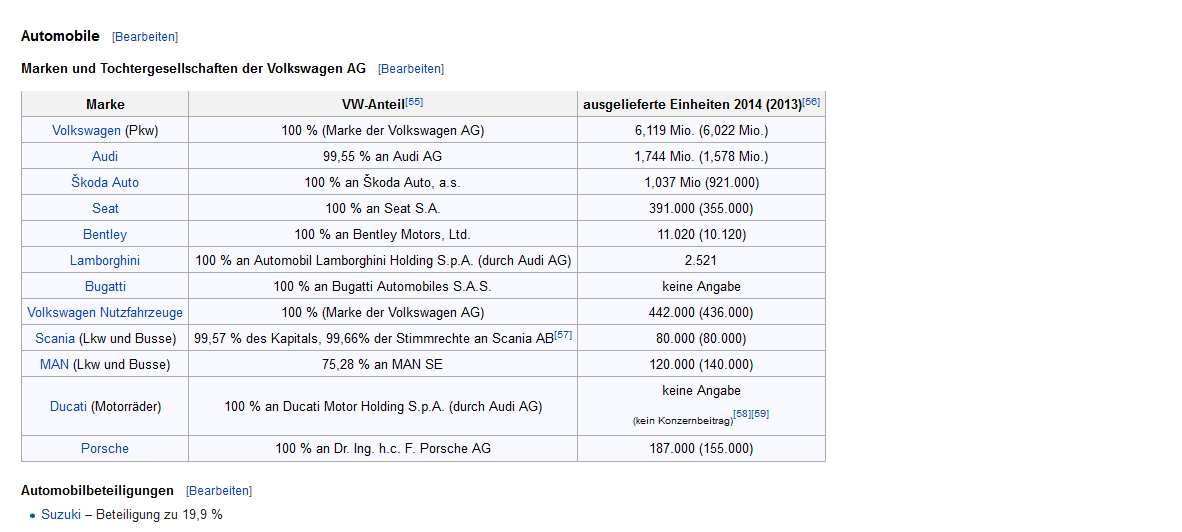 Automobile [Bearbeiten]
Marken und Tochtergesellschaften der Volkswagen AG [Bearbeiten]
Marke VW-Anteil[55] ausgelieferte Einheiten 2014 (2013)[56]
Volkswagen (Pkw) 100 % (Marke der Volkswagen AG) 6,119 Mio. (6,022 Mio.)
Audi 99,55 % an Audi AG 1,744 Mio. (1,578 Mio.)
Škoda Auto 100 % an Škoda Auto, a.s. 1,037 Mio (921.000)
Seat 100 % an Seat S.A. 391.000 (355.000)
Bentley 100 % an Bentley Motors, Ltd. 11.020 (10.120)
Lamborghini 100 % an Automobil Lamborghini Holding S.p.A. (durch Audi AG) 2.521
Bugatti 100 % an Bugatti Automobiles S.A.S. keine Angabe
Volkswagen Nutzfahrzeuge 100 % (Marke der Volkswagen AG) 442.000 (436.000)
Scania (Lkw und Busse) 99,57 % des Kapitals, 99,66% der Stimmrechte an Scania AB[57] 80.000 (80.000)
MAN (Lkw und Busse) 75,28 % an MAN SE 120.000 (140.000)
Ducati (Motorräder) 100 % an Ducati Motor Holding S.p.A. (durch Audi AG) keine Angabe
(kein Konzernbeitrag)[58][59]
Porsche 100 % an Dr. Ing. h.c. F. Porsche AG 187.000 (155.000)
Automobilbeteiligungen [Bearbeiten]
• Suzuki – Beteiligung zu 19,9 %